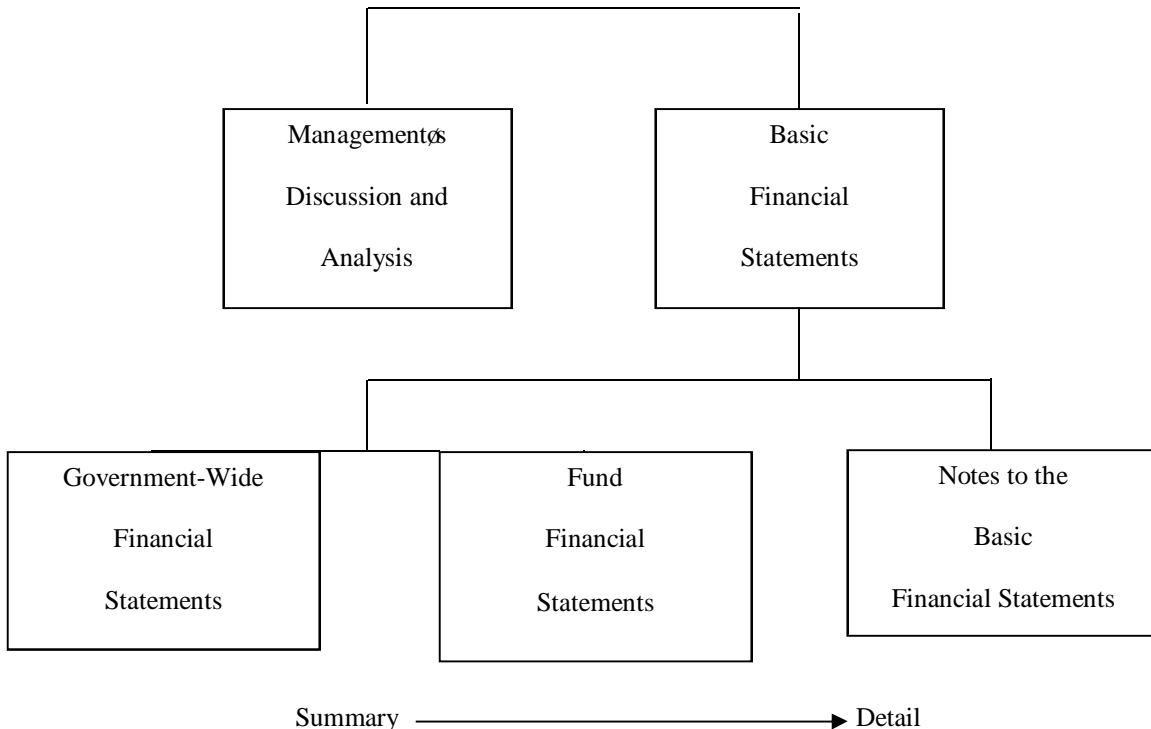 Managementøs
Discussion and
Analysis
Basic
Financial
Statements
Government-Wide
Financial
Statements
Fund
Financial
Statements
Notes to the
Basic
Financial Statements
Summary
Detail